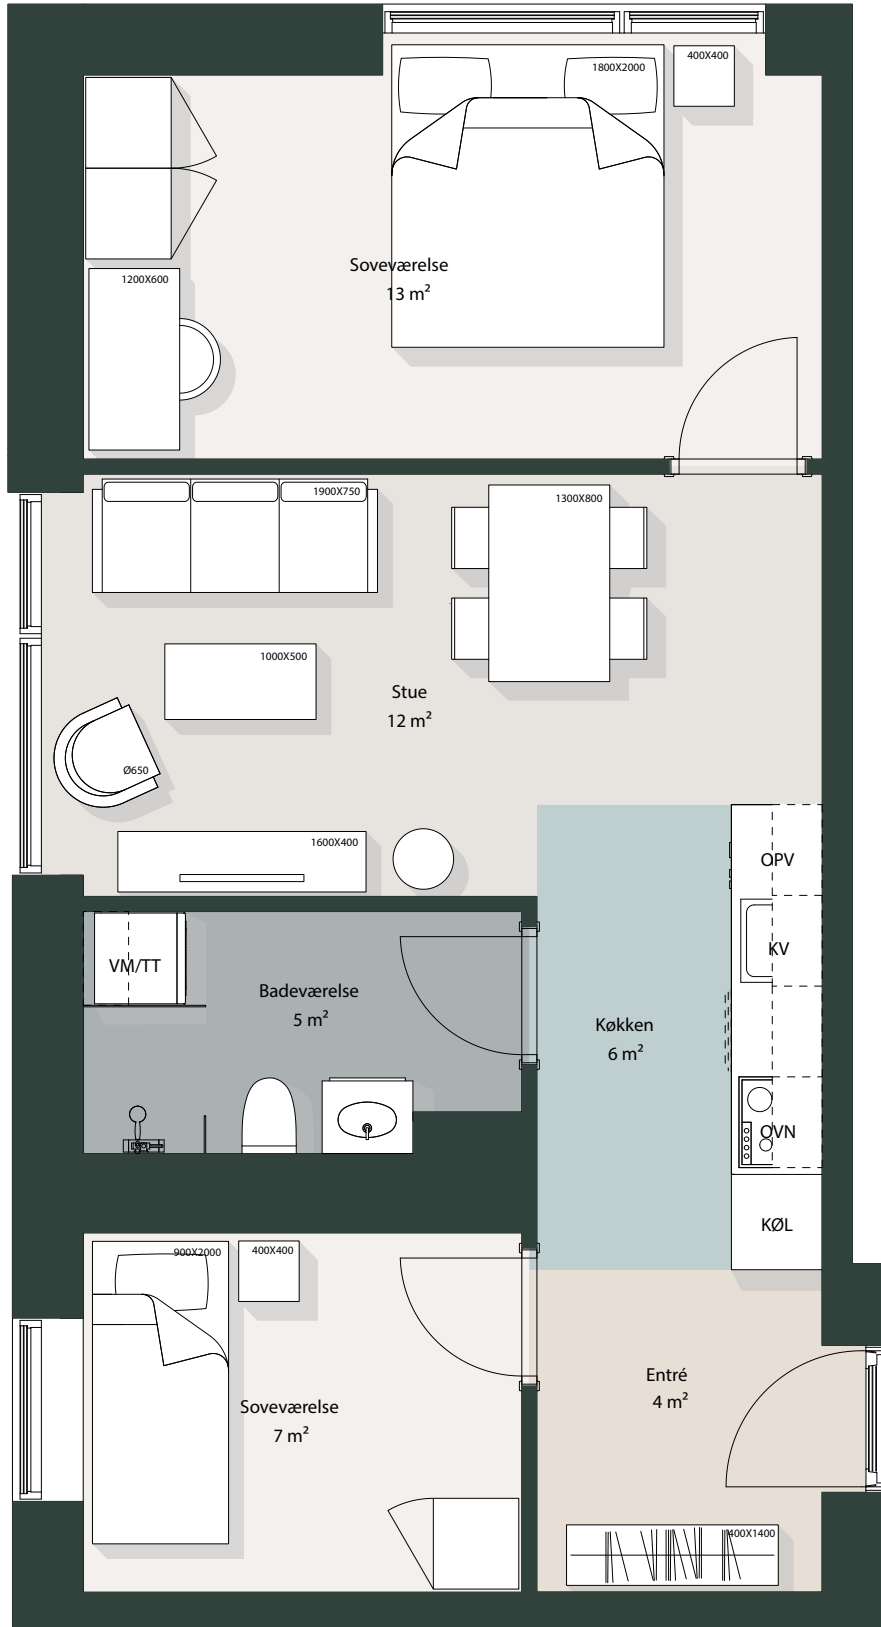 1800X2000
400X400
Soveværelse
13 m²
1200X600
1900X750
1300X800
1000X500
Stue
12 m²
Ø650
1600X400
OPV
KV
VM/TT
Badeværelse
5 m²
Køkken
6 m²
OVN
KØL
900X2000
400X400
Soveværelse
7 m²
Entré
4 m²
400X1400